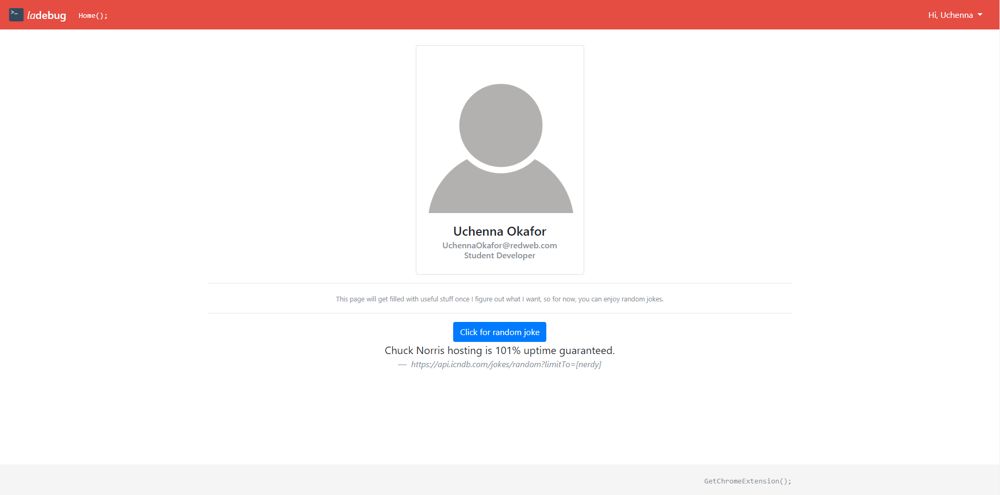 >_ ladebug Home(); Hi, Uchenna
Uchenna Okafor
UchennaOkafor@redweb.com
Student Developer
This page will get filled with useful stuff once I figure out what I want, so for now, you can enjoy random jokes.
Click for random joke
Chuck Norris hosting is 101% uptime guaranteed.
— https://api.icndb.com/jokes/random?limitTo=[nerdy]
GetChromeExtension();